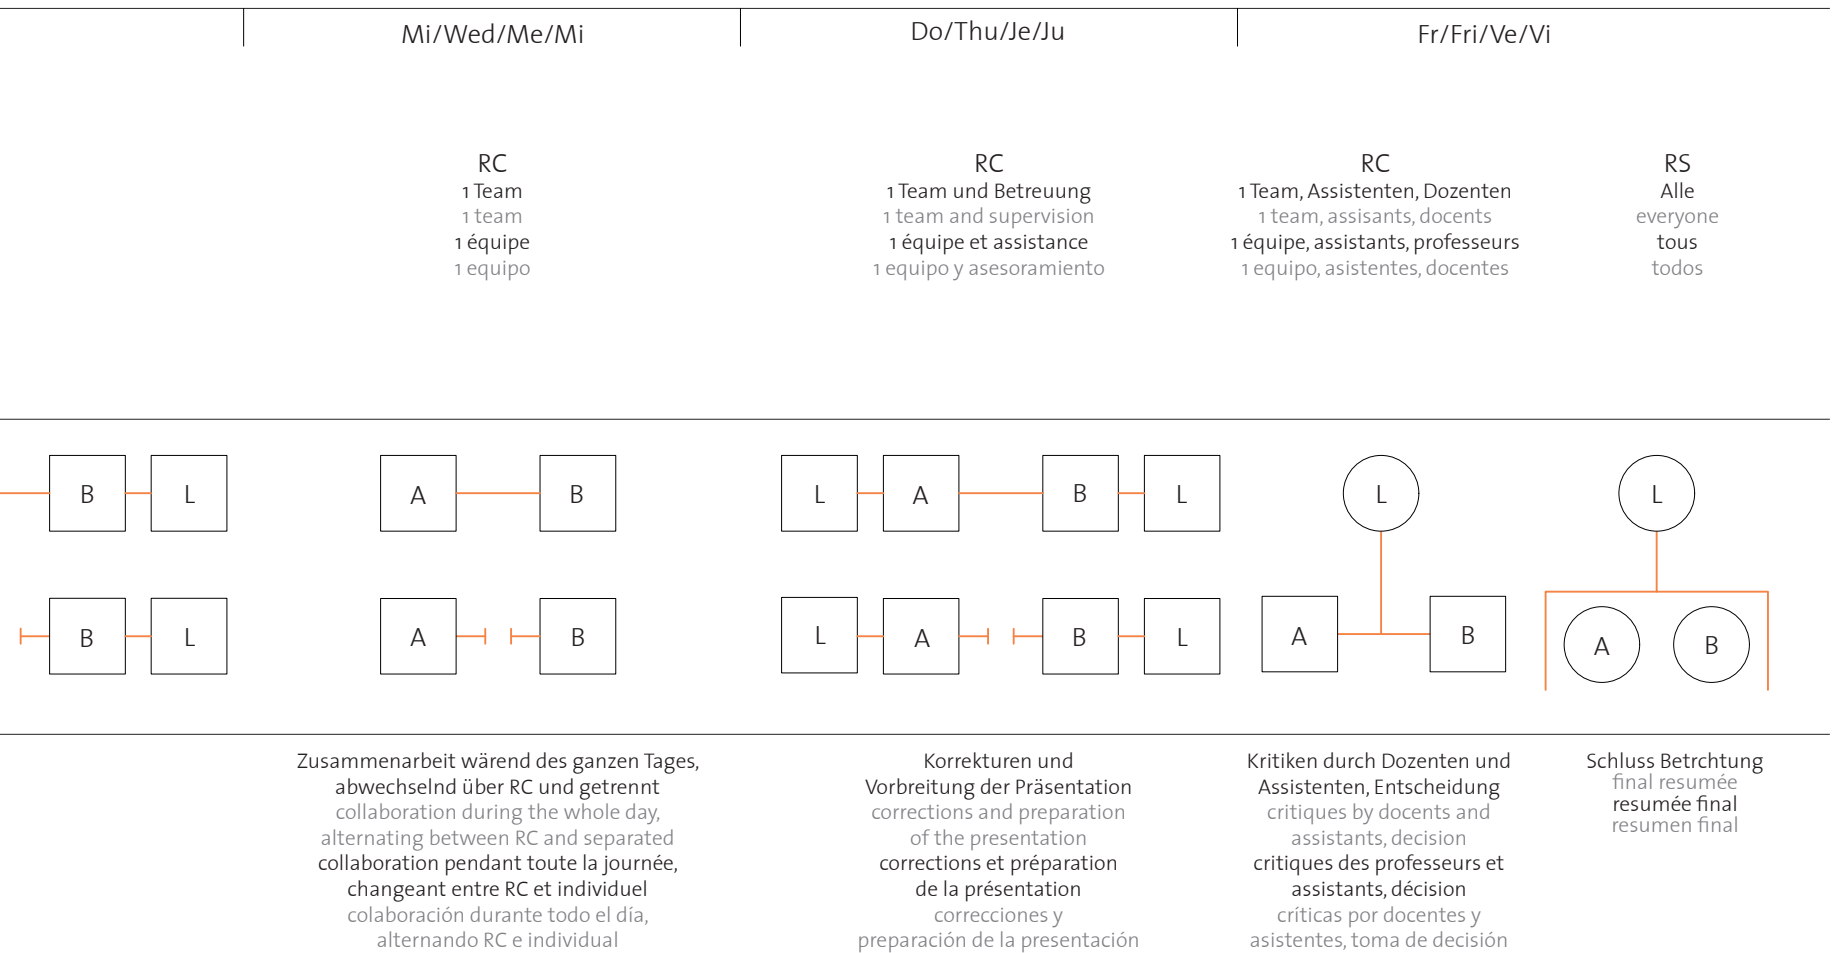 Mi/Wed/Me/Mi
Do/Thu/Je/Ju
Fr/Fri/Ve/Vi
RC
1 Team
1 team
1 équipe
1 equipo
RC
1 Team und Betreuung
1 team and supervision
1 équipe et assistance
1 equipo y asesoramiento
RC
1 Team, Assistenten, Dozenten
1 team, assisants, docents
1 équipe, assistants, professeurs
1 equipo, asistentes, docentes
RS
Alle
everyone
tous
todos
B L
A B
L A B L
L
L
B L
A B
L A B L
A B
A B
Zusammenarbeit wärend des ganzen Tages,
abwechselnd über RC und getrennt
collaboration during the whole day,
alternating between RC and separated
collaboration pendant toute la journée,
changeant entre RC et individuel
colaboración durante todo el día,
alternando RC e individual
Korrekturen und
Vorbreitung der Präsentation
corrections and preparation
of the presentation
corrections et préparation
de la présentation
correcciones y
preparación de la presentación
Kritiken durch Dozenten und
Assistenten, Entscheidung
critiques by docents and
assistants, decision
critiques des professeurs et
assistants, décision
críticas por docentes y
asistentes, toma de decisión
Schluss Betrchtung
final resumée
resumée final
resumen final